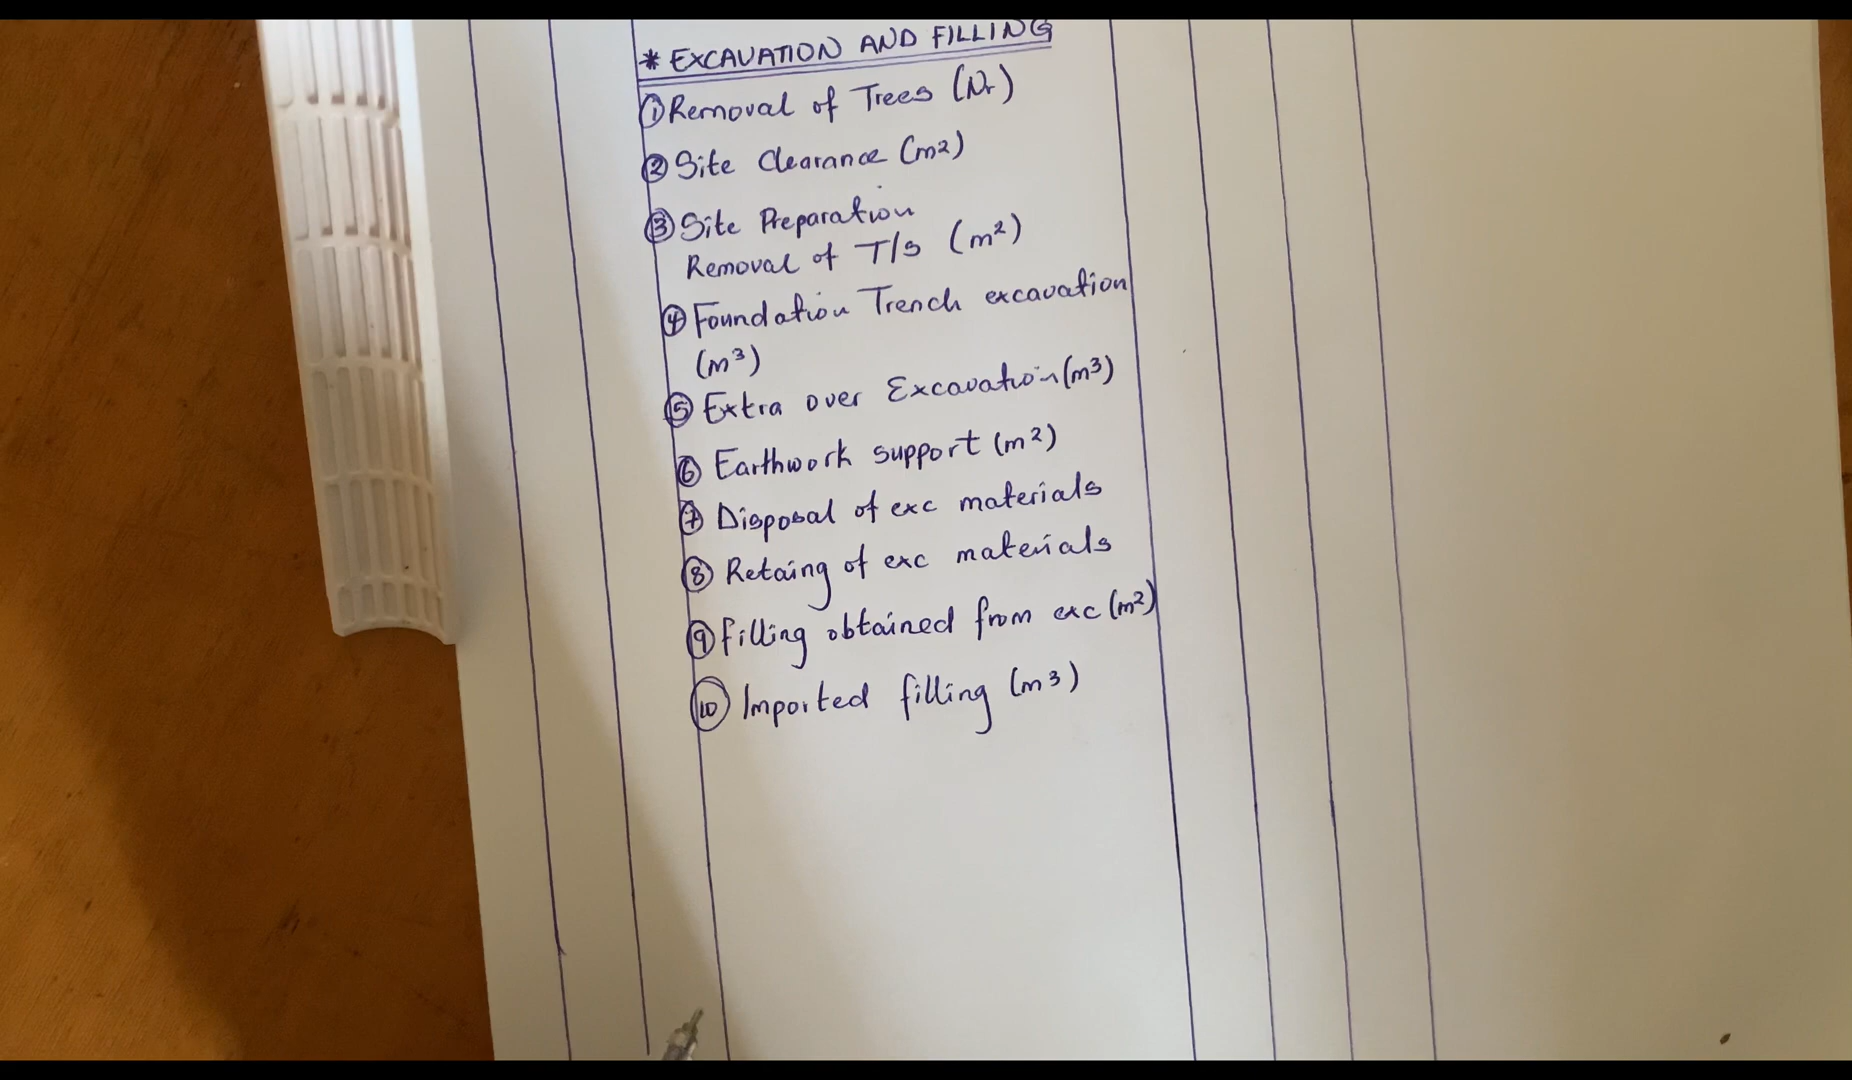 * EXCAVATION AND FILLING
① Removal of Trees (Nr)
② Site Clearance (m2)
③ Site Preparation
Removal of T/S (m²)
④ Foundation Trench excavation
(m³)
⑤ Extra over Excavation (m³)
⑥ Earthwork support (m²)
⑦ Disposal of exc materials
⑧ Retaing of exc materials
⑨ filling obtained from exc (m²)
⑩ Imported filling (m3)